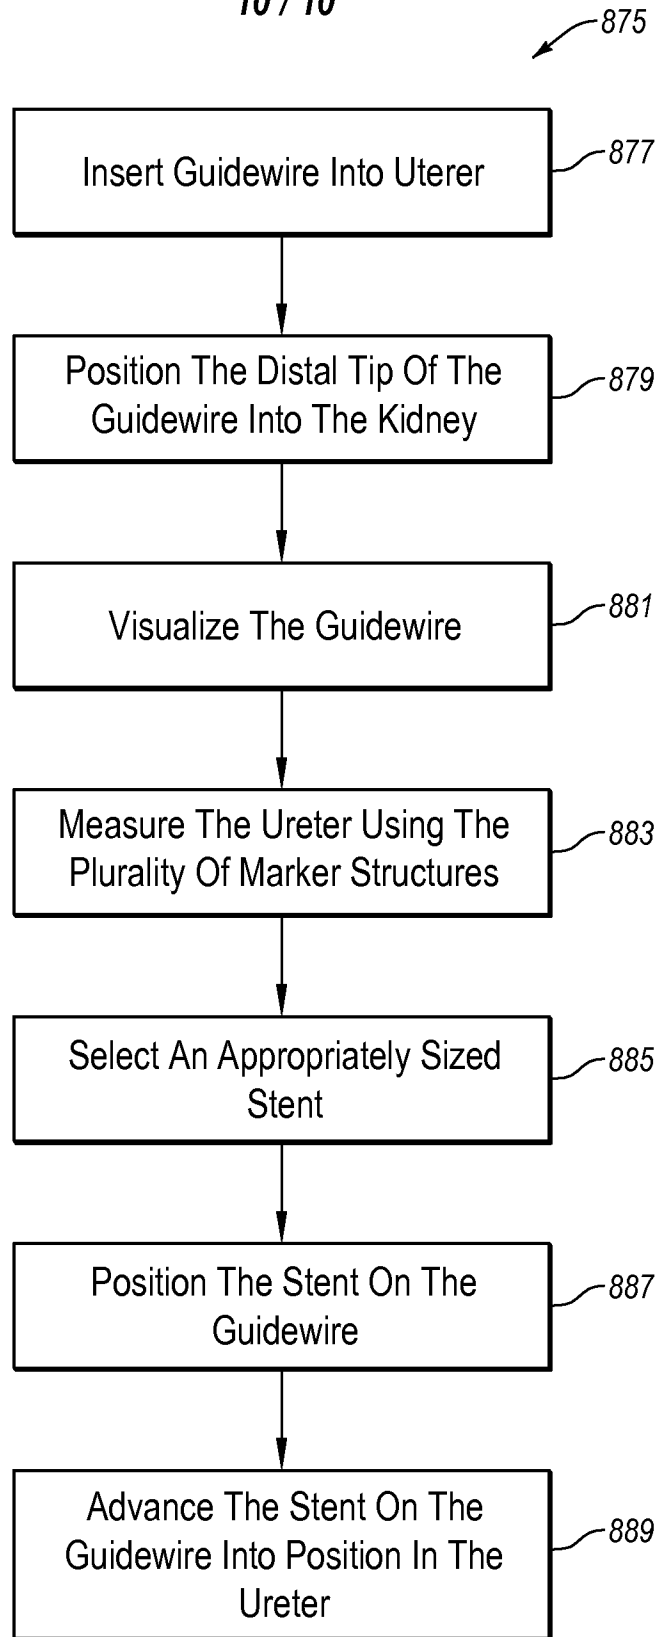 10 / 10
875
Insert Guidewire Into Uterer
877
Position The Distal Tip Of The
Guidewire Into The Kidney
879
Visualize The Guidewire
881
Measure The Ureter Using The
Plurality Of Marker Structures
883
Select An Appropriately Sized
Stent
885
Position The Stent On The
Guidewire
887
Advance The Stent On The
Guidewire Into Position In The
Ureter
889